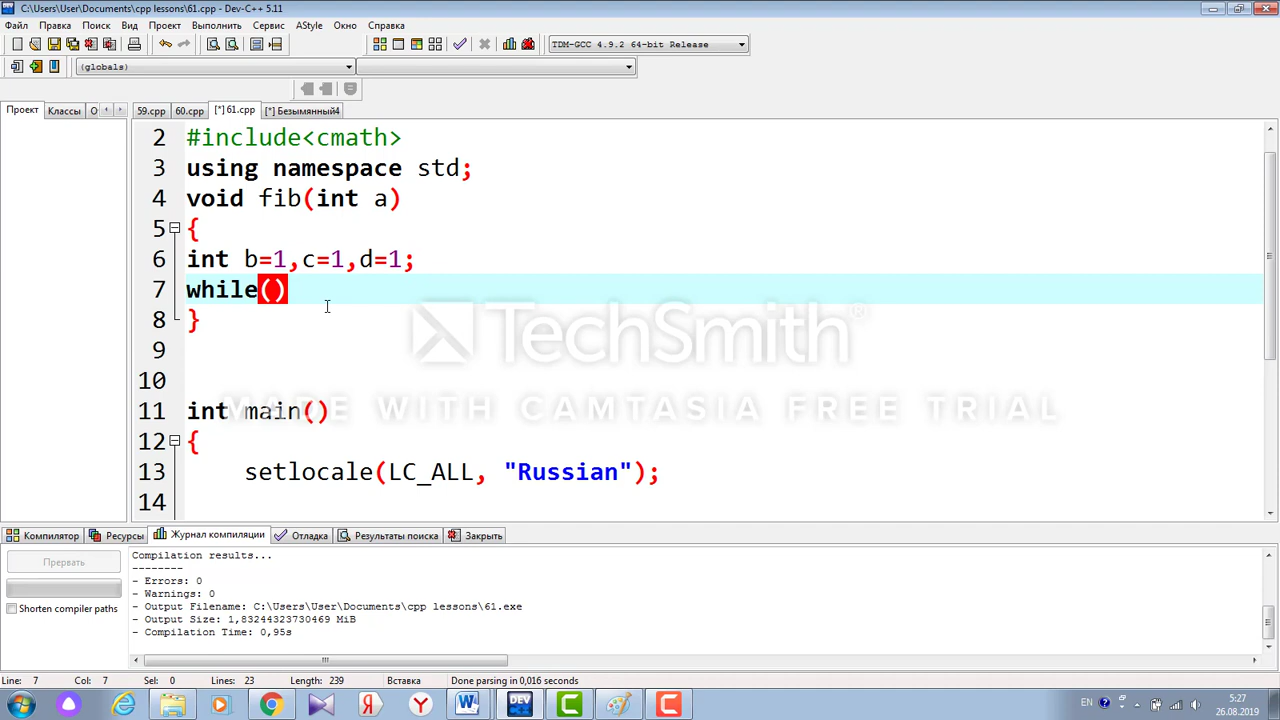 C:\Users\User\Documents\cpp lessons\61.cpp - Dev-C++ 5.11
Файл Правка Поиск Вид Проект Выполнить Сервис AStyle Окно Справка
TDM-GCC 4.9.2 64-bit Release
(globals)
Проект Классы О 59.cpp 60.cpp [*] 61.cpp [*] Безымянный4
2 #include<cmath>
3 using namespace std;
4 void fib(int a)
5 {
6 int b=1,c=1,d=1;
7 while()
8 }
9
10
11 int main()
12 {
13 setlocale(LC_ALL, "Russian");
14
TechSmith®
MADE WITH CAMTASIA FREE TRIAL
Компилятор Ресурсы Журнал компиляции Отладка Результаты поиска Закрыть
Прервать
Shorten compiler paths
Compilation results...
--------
- Errors: 0
- Warnings: 0
- Output Filename: C:\Users\User\Documents\cpp lessons\61.exe
- Output Size: 1,83244323730469 MiB
- Compilation Time: 0,95s
Line: 7 Col: 7 Sel: 0 Lines: 23 Length: 239 Вставка Done parsing in 0,016 seconds
EN 5:27
26.08.2019